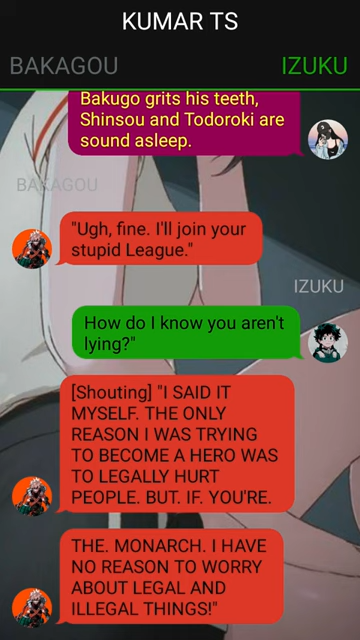 KUMAR TS
BAKAGOU
IZUKU
Bakugo grits his teeth,
Shinsou and Todoroki are
sound asleep.
BAKAGOU
"Ugh, fine. I'll join your
stupid League."
IZUKU
How do I know you aren't
lying?"
[Shouting] "I SAID IT
MYSELF. THE ONLY
REASON I WAS TRYING
TO BECOME A HERO WAS
TO LEGALLY HURT
PEOPLE. BUT. IF. YOU'RE.
THE. MONARCH. I HAVE
NO REASON TO WORRY
ABOUT LEGAL AND
ILLEGAL THINGS!"